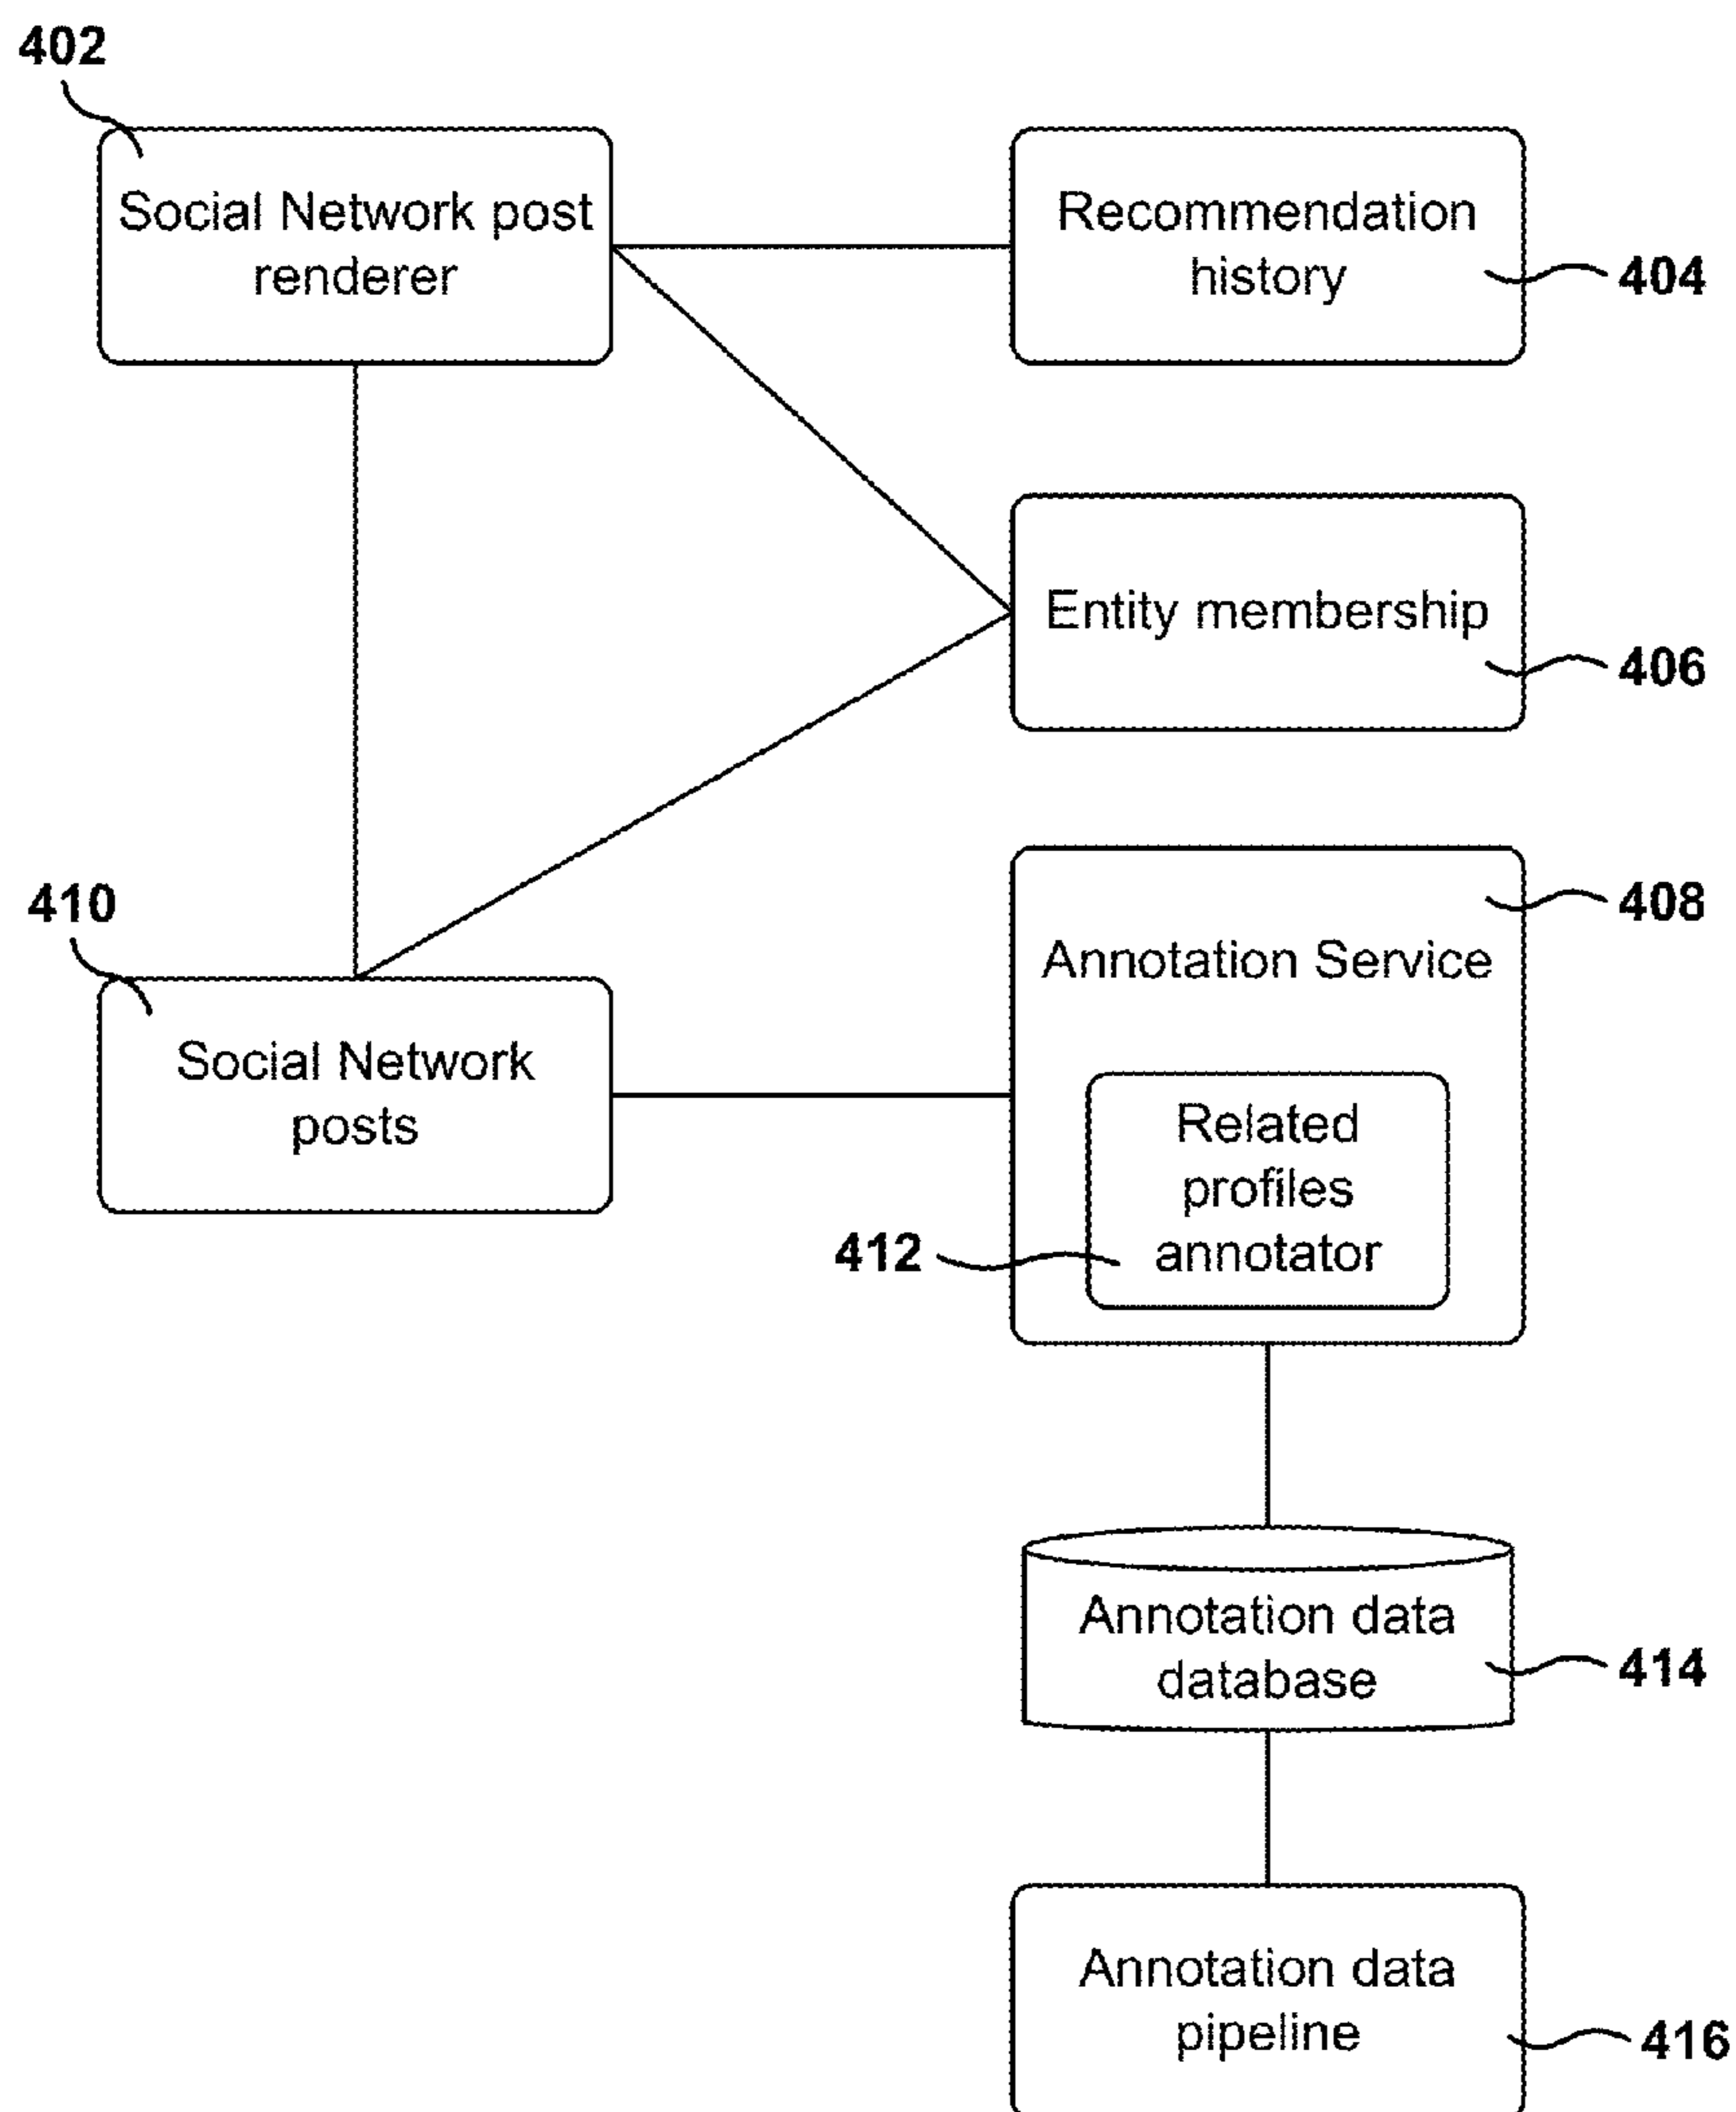 402
Social Network post
renderer
Recommendation
history
404
Entity membership
406
410
Social Network
posts
408
Annotation Service
Related
profiles
annotator
412
Annotation data
database
414
Annotation data
pipeline
416